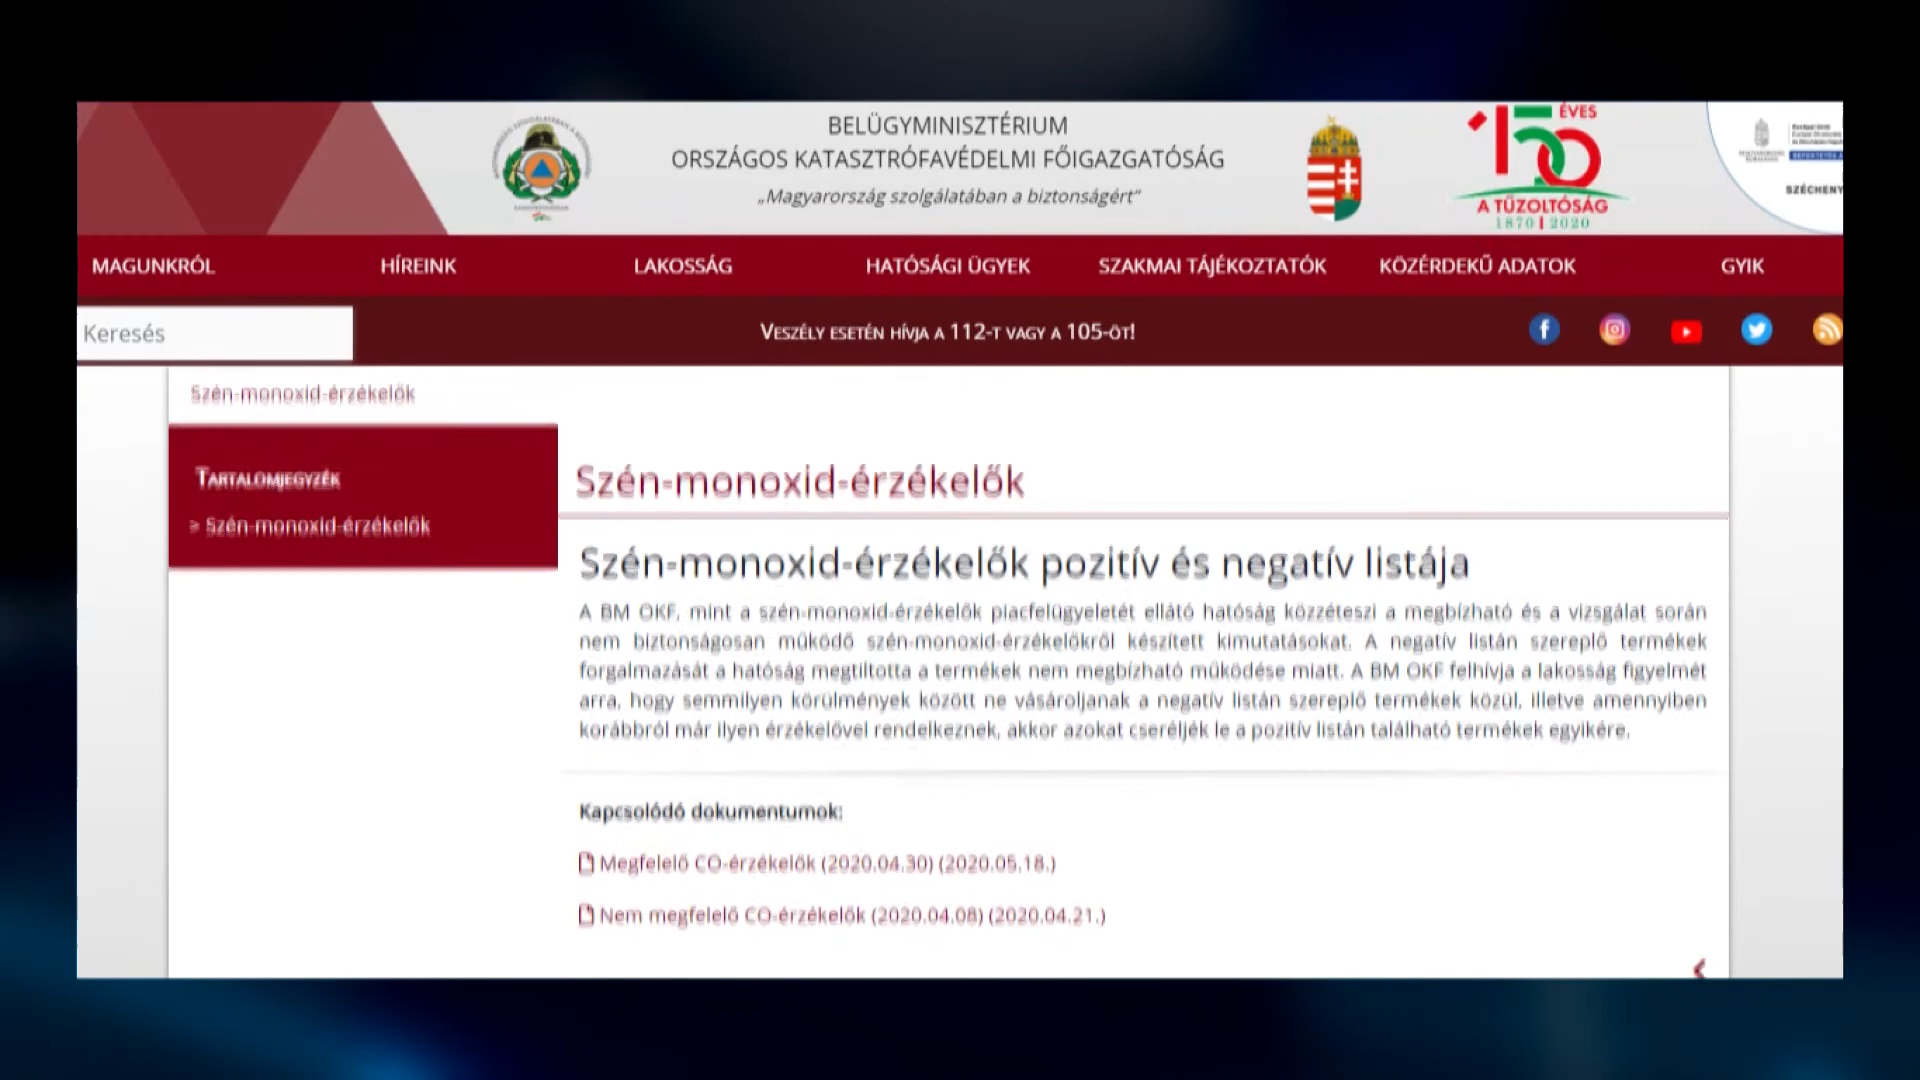 BELÜGYMINISZTÉRIUM
ORSZÁGOS KATASZTRÓFAVÉDELMI FŐIGAZGATÓSÁG
„Magyarország szolgálatában a biztonságért”
150 ÉVES
A TŰZOLTÓSÁG
1870 | 2020
SZÉCHENY
MAGUNKRÓL HÍREINK LAKOSSÁG HATÓSÁGI ÜGYEK SZAKMAI TÁJÉKOZTATÓK KÖZÉRDEKŰ ADATOK GYIK
Keresés
Veszély esetén hívja a 112-t vagy a 105-öt!
Szén-monoxid-érzékelők
Tartalomjegyzék
> Szén-monoxid-érzékelők
Szén-monoxid-érzékelők
Szén-monoxid-érzékelők pozitív és negatív listája
A BM OKF, mint a szén-monoxid-érzékelők piacfelügyeletét ellátó hatóság közzéteszi a megbízható és a vizsgálat során
nem biztonságosan működő szén-monoxid-érzékelőkről készített kimutatásokat. A negatív listán szereplő termékek
forgalmazását a hatóság megtiltotta a termékek nem megbízható működése miatt. A BM OKF felhívja a lakosság figyelmét
arra, hogy semmilyen körülmények között ne vásároljanak a negatív listán szereplő termékek közül, illetve amennyiben
korábbról már ilyen érzékelővel rendelkeznek, akkor azokat cseréljék le a pozitív listán található termékek egyikére.
Kapcsolódó dokumentumok:
Megfelelő CO-érzékelők (2020.04.30) (2020.05.18.)
Nem megfelelő CO-érzékelők (2020.04.08) (2020.04.21.)